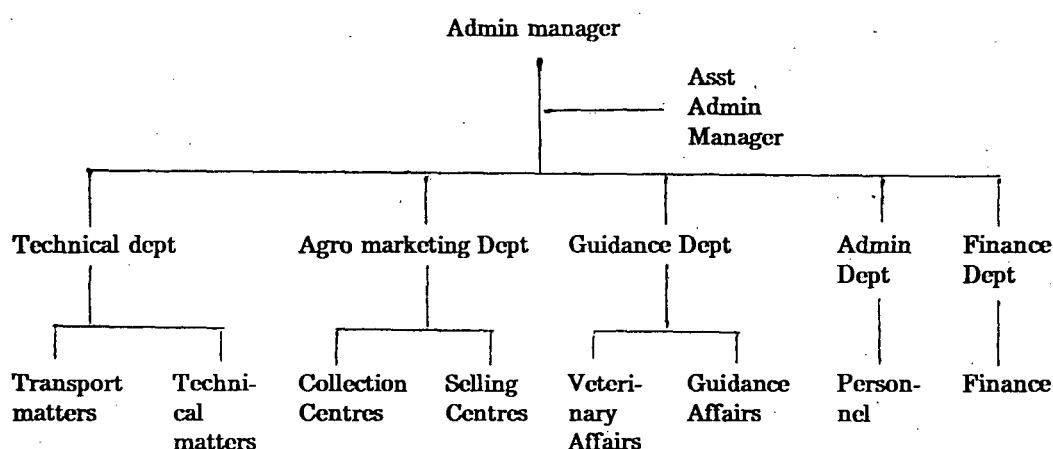 Admin manager
Asst
Admin
Manager
Technical dept
Agro marketing Dept
Guidance Dept
Admin
Dept
Finance
Dept
Transport
matters
Techni-
cal
matters
Collection
Centres
Selling
Centres
Veteri-
nary
Affairs
Guidance
Affairs
Person-
nel
Finance